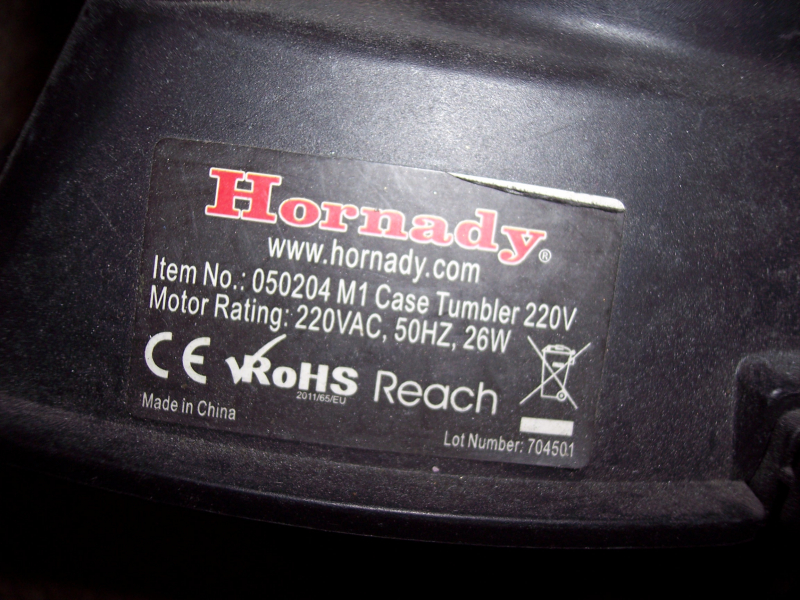 Hornady®
www.hornady.com
Item No.: 050204 M1 Case Tumbler 220V
Motor Rating: 220VAC, 50HZ, 26W
CE RoHS Reach
2011/65/EU
Made in China
Lot Number: 704501